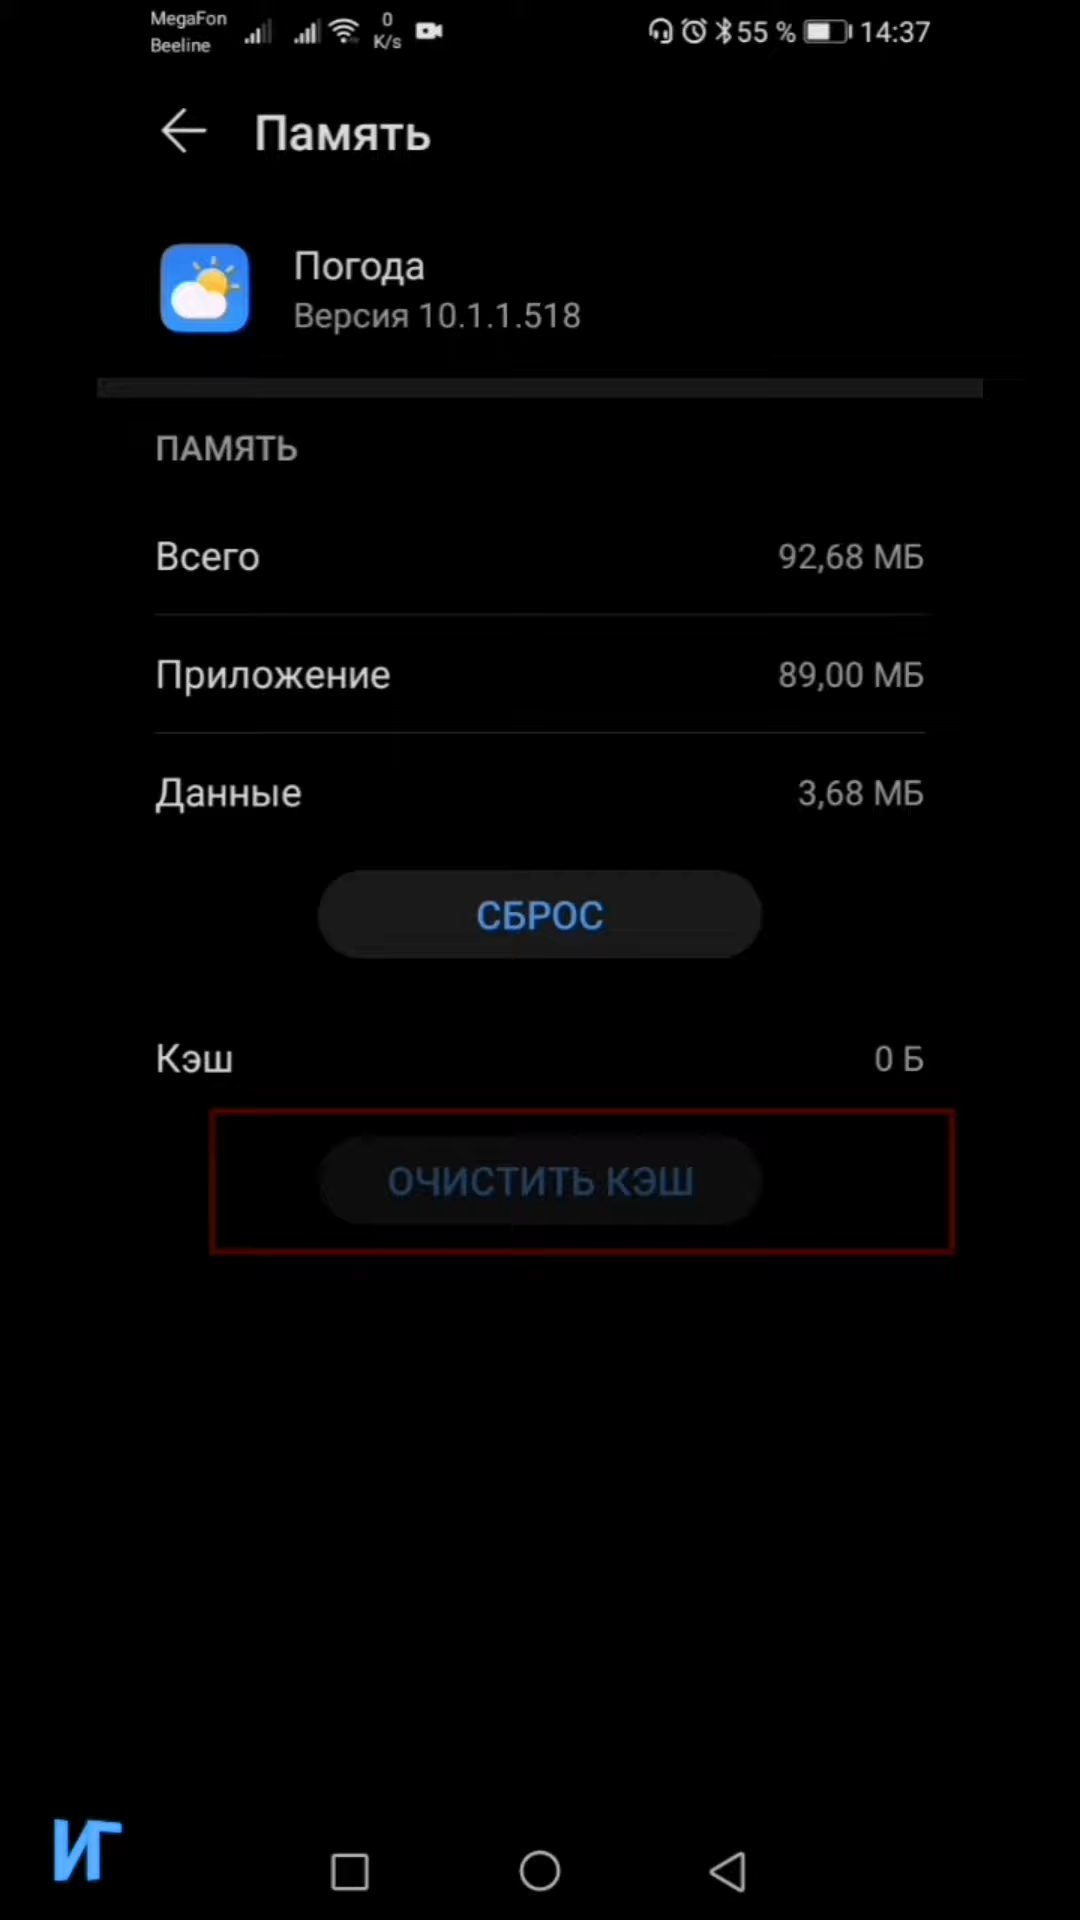 MegaFon
Beeline
0
K/s
55 %
14:37
Память
Погода
Версия 10.1.1.518
ПАМЯТЬ
Всего 92,68 МБ
Приложение 89,00 МБ
Данные 3,68 МБ
СБРОС
Кэш 0 Б
ОЧИСТИТЬ КЭШ
ИГ